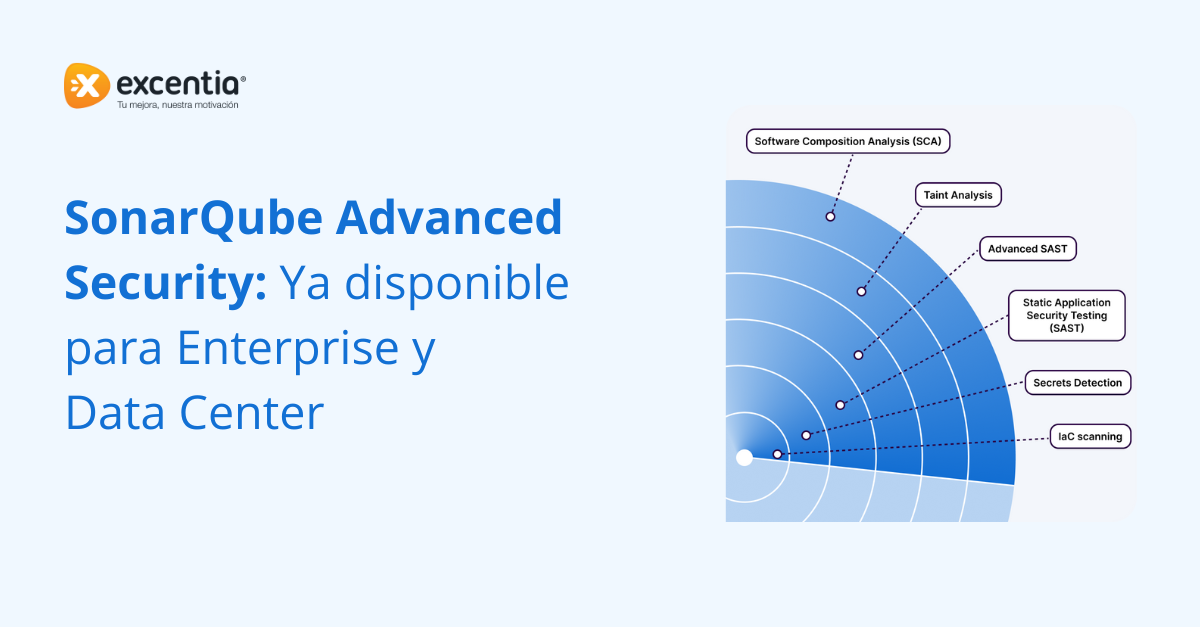 excentia®
Tu mejora, nuestra motivación
SonarQube Advanced
Security: Ya disponible
para Enterprise y
Data Center
Software Composition Analysis (SCA)
Taint Analysis
Advanced SAST
Static Application
Security Testing
(SAST)
Secrets Detection
IaC scanning